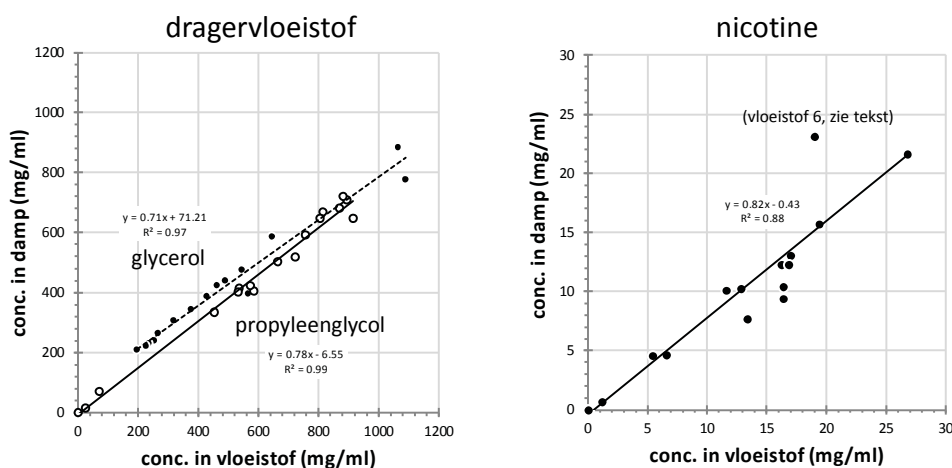 dragervloeistof
conc. in damp (mg/ml)
1200
1000
800
600
400
200
0
y = 0.71x + 71.21
R² = 0.97
glycerol
propyleenglycol
y = 0.78x - 6.55
R² = 0.99
0 200 400 600 800 1000 1200
conc. in vloeistof (mg/ml)
nicotine
conc. in damp (mg/ml)
30
25
20
15
10
5
0
(vloeistof 6, zie tekst)
y = 0.82x - 0.43
R² = 0.88
0 5 10 15 20 25 30
conc. in vloeistof (mg/ml)